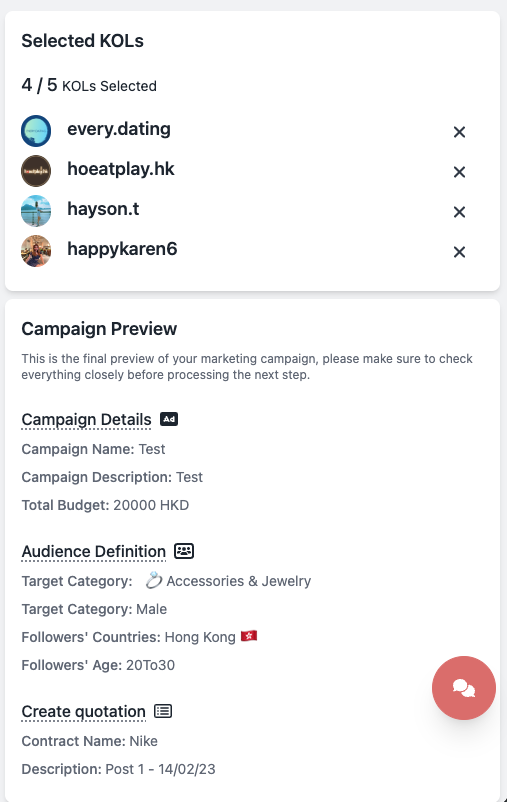 Selected KOLs
4 / 5 KOLs Selected
every.dating
hoeatplay.hk
hayson.t
happykaren6
Campaign Preview
This is the final preview of your marketing campaign, please make sure to check
everything closely before processing the next step.
Campaign Details Ad
Campaign Name: Test
Campaign Description: Test
Total Budget: 20000 HKD
Audience Definition
Target Category: 💍 Accessories & Jewelry
Target Category: Male
Followers' Countries: Hong Kong 🇭🇰
Followers' Age: 20To30
Create quotation
Contract Name: Nike
Description: Post 1 - 14/02/23